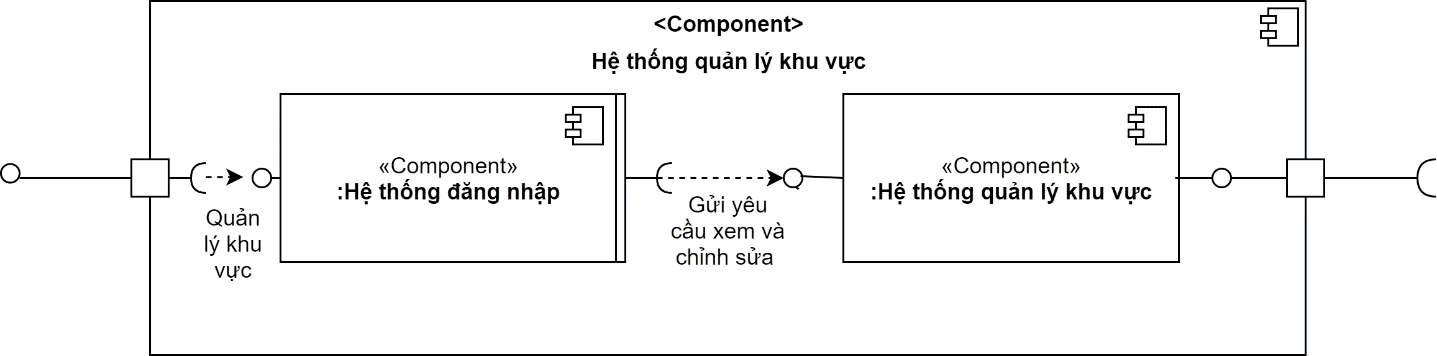 <Component>
Hệ thống quản lý khu vực
«Component»
:Hệ thống đăng nhập
«Component»
:Hệ thống quản lý khu vực
Quản
lý khu
vực
Gửi yêu
cầu xem và
chỉnh sửa